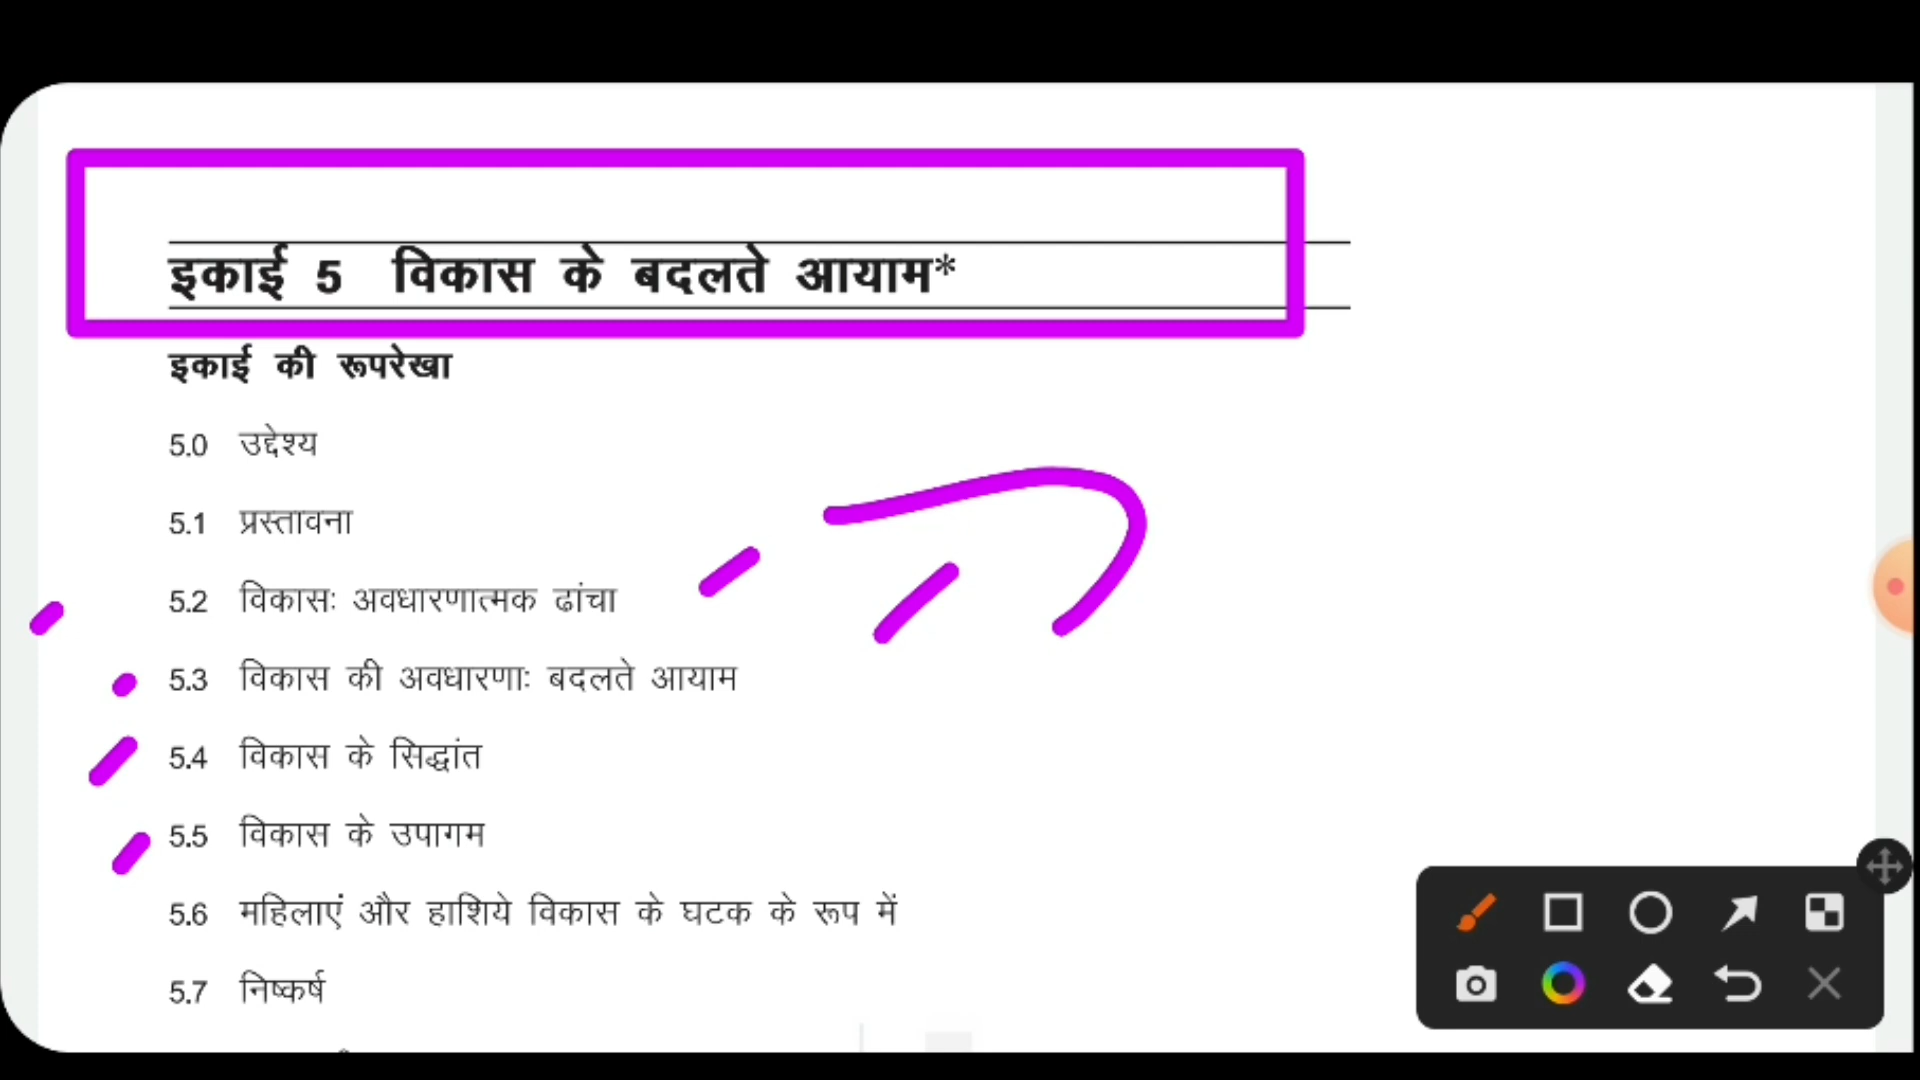 इकाई 5 विकास के बदलते आयाम*
इकाई की रूपरेखा
5.0 उद्देश्य
5.1 प्रस्तावना
5.2 विकासः अवधारणात्मक ढांचा
5.3 विकास की अवधारणाः बदलते आयाम
5.4 विकास के सिद्धांत
5.5 विकास के उपागम
5.6 महिलाएं और हाशिये विकास के घटक के रूप में
5.7 निष्कर्ष